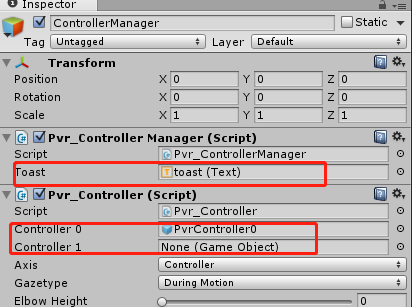 Inspector
ControllerManager Static
Tag Untagged Layer Default
Transform
Position X 0 Y 0 Z 0
Rotation X 0 Y 0 Z 0
Scale X 1 Y 1 Z 1
Pvr_Controller Manager (Script)
Script Pvr_ControllerManager
Toast toast (Text)
Pvr_Controller (Script)
Script Pvr_Controller
Controller 0 PvrController0
Controller 1 None (Game Object)
Axis Controller
Gazetype During Motion
Elbow Height 0